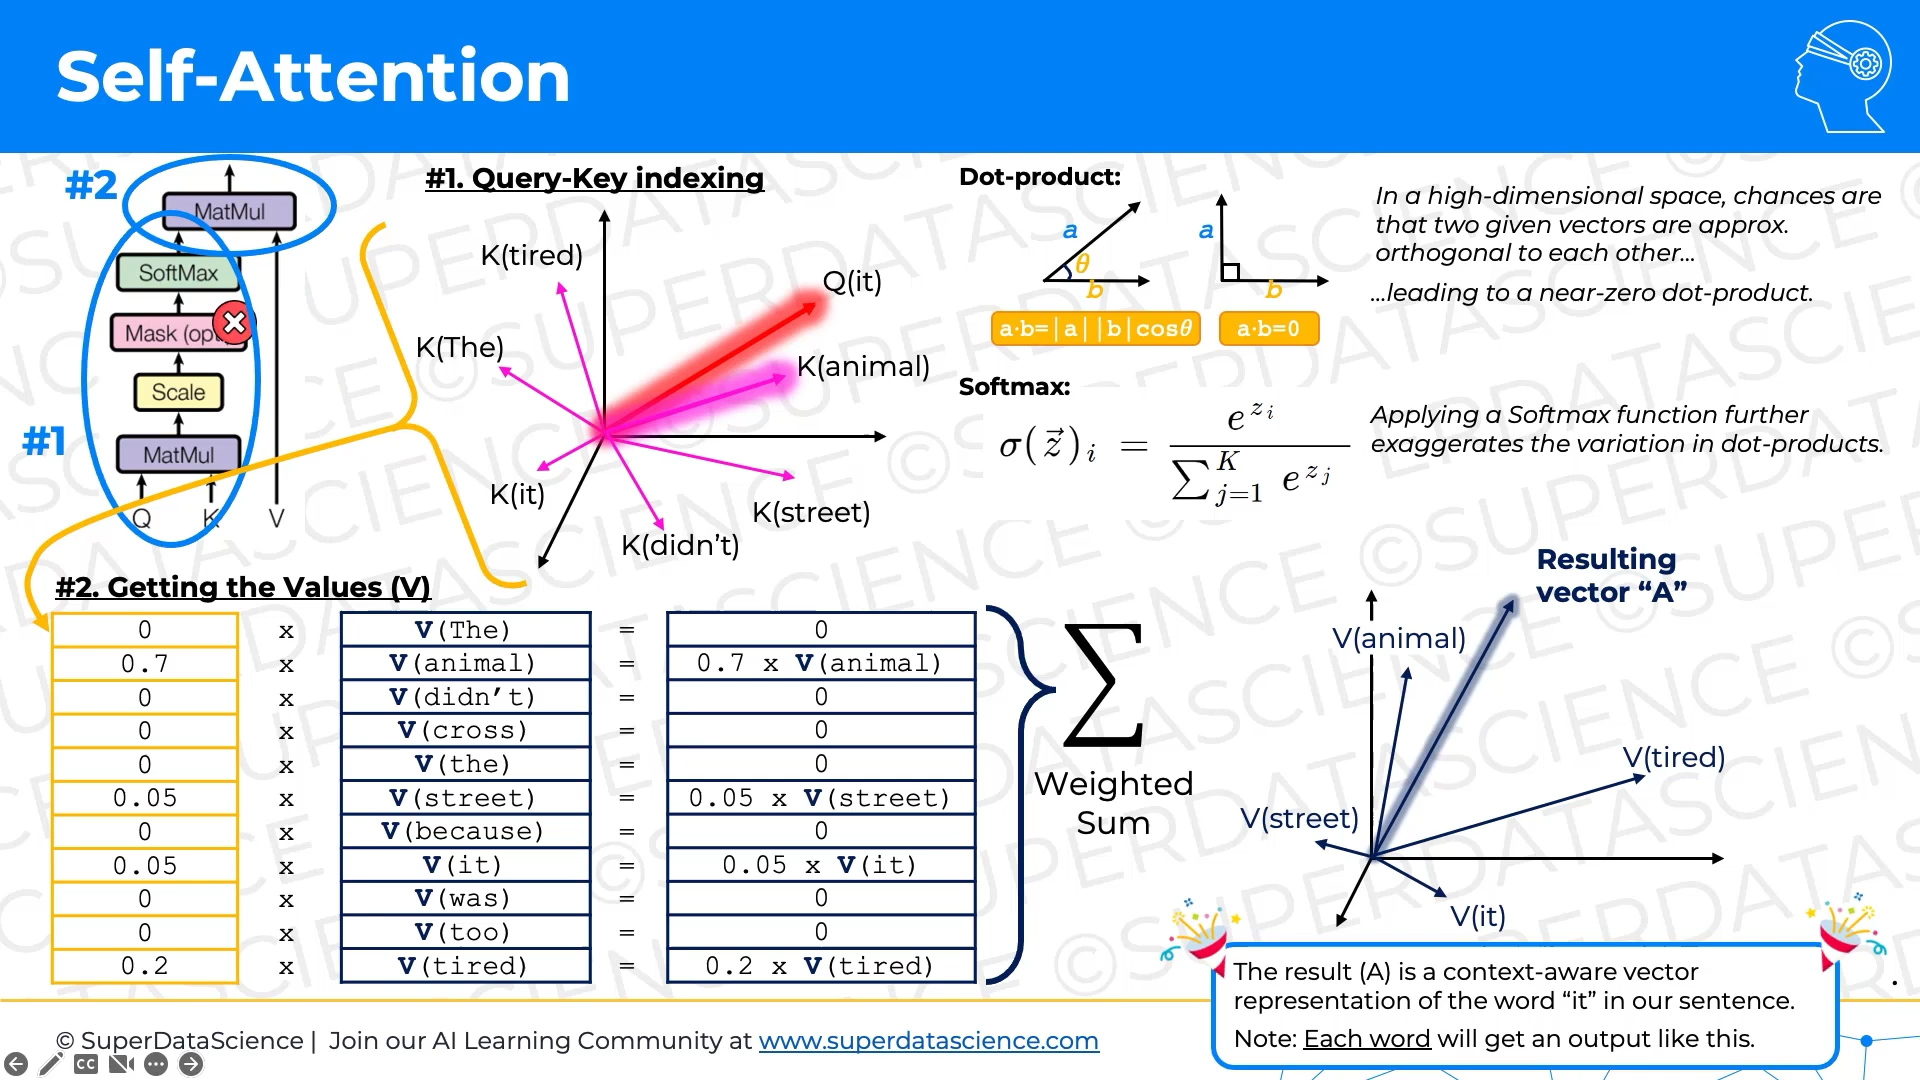 Self-Attention
#2
MatMul
SoftMax
Mask (opt
Scale
#1
MatMul
Q K V
#1. Query-Key indexing
K(tired)
Q(it)
K(The)
K(animal)
K(it)
K(street)
K(didn’t)
Dot-product:
a
θ
b
a·b=|a||b|cosθ
a
b
a·b=0
In a high-dimensional space, chances are
that two given vectors are approx.
orthogonal to each other...
...leading to a near-zero dot-product.
Softmax:
σ(z⃗)ᵢ = e^{z_i} / ∑_{j=1}^{K} e^{z_j}
Applying a Softmax function further
exaggerates the variation in dot-products.
#2. Getting the Values (V)
0 x V(The) = 0
0.7 x V(animal) = 0.7 x V(animal)
0 x V(didn’t) = 0
0 x V(cross) = 0
0 x V(the) = 0
0.05 x V(street) = 0.05 x V(street)
0 x V(because) = 0
0.05 x V(it) = 0.05 x V(it)
0 x V(was) = 0
0 x V(too) = 0
0.2 x V(tired) = 0.2 x V(tired)
∑
Weighted
Sum
Resulting
vector “A”
V(animal)
V(tired)
V(street)
V(it)
The result (A) is a context-aware vector
representation of the word “it” in our sentence.
Note: Each word will get an output like this.
.
© SuperDataScience | Join our AI Learning Community at www.superdatascience.com
CC
©SUPERDATASCIENCE